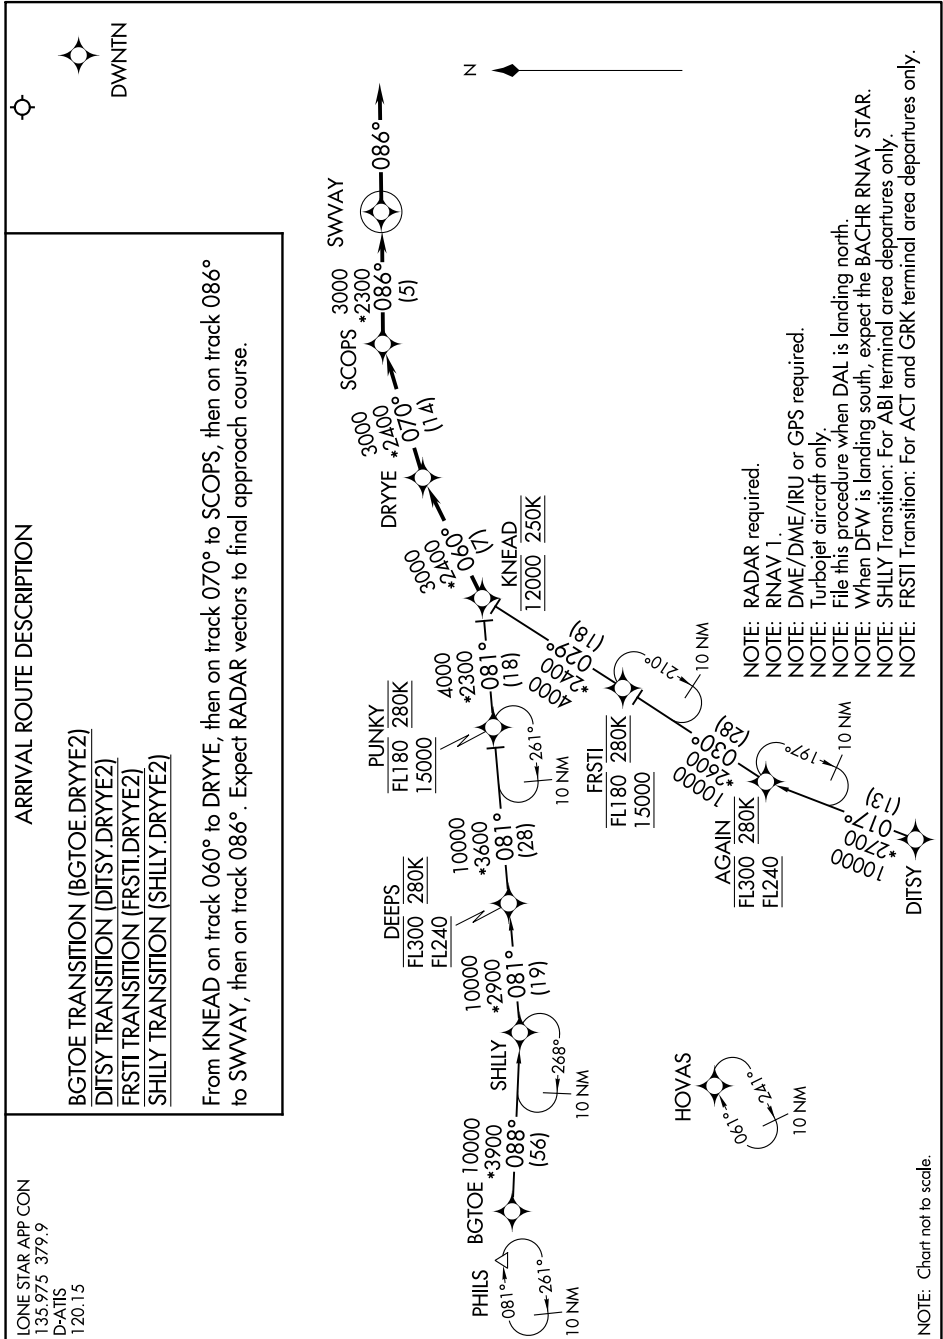 LONE STAR APP CON
135.975 379.9
D-ATIS
120.15
ARRIVAL ROUTE DESCRIPTION
BGTOE TRANSITION (BGTOE.DRYYE2)
DITSY TRANSITION (DITSY.DRYYE2)
FRSTI TRANSITION (FRSTI.DRYYE2)
SHLLY TRANSITION (SHLLY.DRYYE2)
From KNEAD on track 060° to DRYYE, then on track 070° to SCOPS, then on track 086°
to SWVAY, then on track 086°. Expect RADAR vectors to final approach course.
DWNTN
N
PHILS
081°
261°
10 NM
BGTOE
10000
*3900
088°
(56)
SHLLY
268°
10 NM
10000
*2900
081°
(19)
DEEPS
FL300 280K
FL240
10000
*3600
081°
(28)
PUNKY
FL180 280K
15000
261°
10 NM
4000
*2300
081°
(18)
KNEAD
12000 250K
3000
*2400
060°
(7)
DRYYE
3000
*2400
070°
(14)
SCOPS
3000
*2300
086°
(5)
SWVAY
086°
4000
*2400
029°
(18)
FRSTI
FL180 280K
15000
210°
10 NM
10000
*2600
030°
(28)
AGAIN
FL300 280K
FL240
197°
10 NM
10000
*2700
017°
(13)
DITSY
HOVAS
061°
241°
10 NM
NOTE: RADAR required.
NOTE: RNAV 1.
NOTE: DME/DME/IRU or GPS required.
NOTE: Turbojet aircraft only.
NOTE: File this procedure when DAL is landing north.
NOTE: When DFW is landing south, expect the BACHR RNAV STAR.
NOTE: SHLLY Transition: For ABI terminal area departures only.
NOTE: FRSTI Transition: For ACT and GRK terminal area departures only.
NOTE: Chart not to scale.